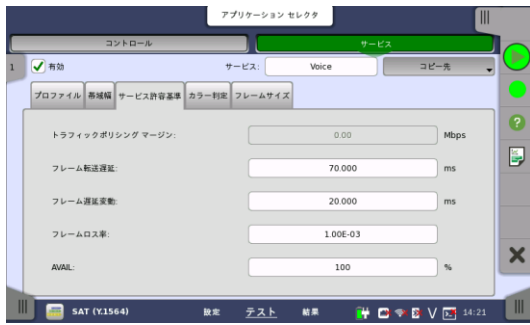 アプリケーション セレクタ
コントロール サービス
1 有効 サービス: Voice コピー先
プロファイル 帯域幅 サービス許容基準 カラー判定 フレームサイズ
トラフィックポリシング マージン: 0.00 Mbps
フレーム転送遅延: 70.000 ms
フレーム遅延変動: 20.000 ms
フレームロス率: 1.00E-03
AVAIL: 100 %
SAT (Y.1564) 設定 テスト 結果 V 14:21